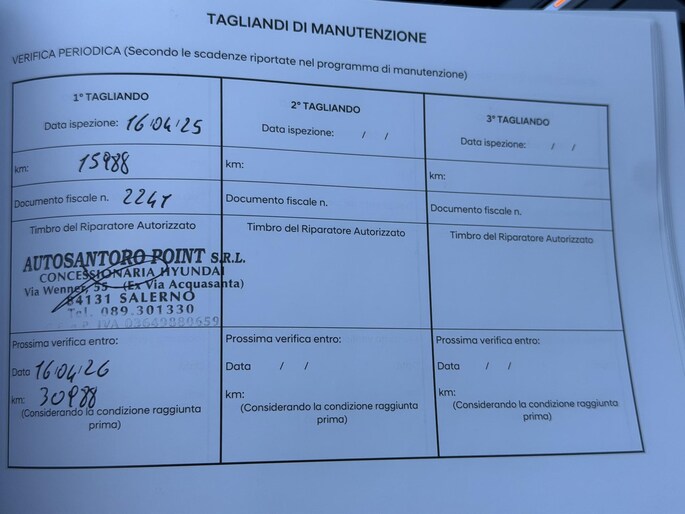 TAGLIANDI DI MANUTENZIONE
VERIFICA PERIODICA (Secondo le scadenze riportate nel programma di manutenzione)
1° TAGLIANDO
Data ispezione: 16/04/25
km: 15988
Documento fiscale n.
Timbro del Riparatore Autorizzato
AUTOSANTORO POINT S.R.L.
CONCESSIONARIA HYUNDAI
Via Wenner, 55 - (Ex Via Acquasanta)
84131 SALERNO
Tel. 089.301330
P. IVA 03649880659
Prossima verifica entro:
Data 16/04/26
km: 30988
(Considerando la condizione raggiunta
prima)
2° TAGLIANDO
Data ispezione: / /
km:
Documento fiscale n.
Timbro del Riparatore Autorizzato
Prossima verifica entro:
Data / /
km:
(Considerando la condizione raggiunta
prima)
3° TAGLIANDO
Data ispezione: / /
km:
Documento fiscale n.
Timbro del Riparatore Autorizzato
Prossima verifica entro:
Data / /
km:
(Considerando la condizione raggiunta
prima)